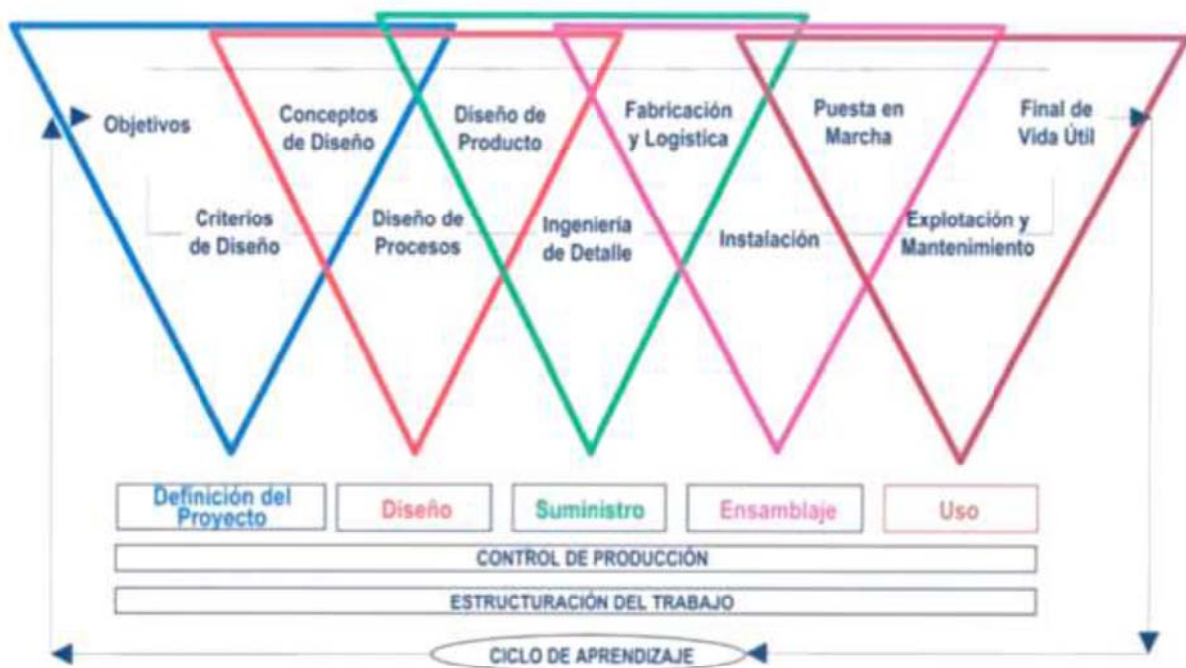 Objetivos
Conceptos
de Diseño
Diseño de
Producto
Fabricación
y Logística
Puesta en
Marcha
Final de
Vida Útil
Criterios
de Diseño
Diseño de
Procesos
Ingeniería
de Detalle
Instalación
Explotación y
Mantenimiento
Definición del
Proyecto
Diseño
Suministro
Ensamblaje
Uso
CONTROL DE PRODUCCIÓN
ESTRUCTURACIÓN DEL TRABAJO
CICLO DE APRENDIZAJE